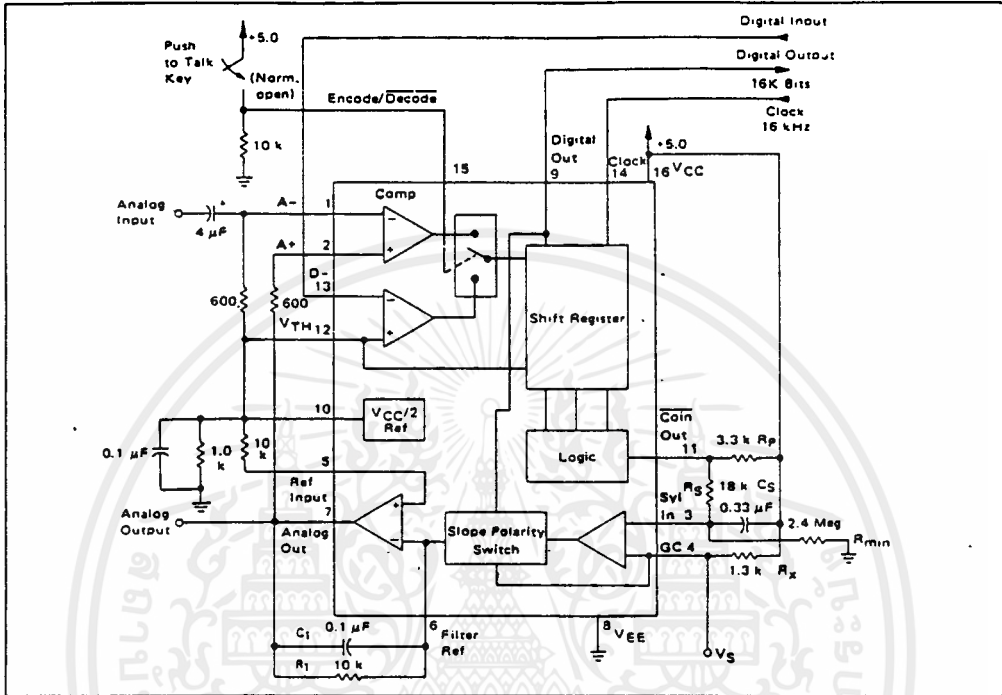 Digital Input
+5.0
Push
to Talk
Key
(Norm.
open)
Digital Output
16K Bits
Encode/Decode
Clock
16 kHz
10 k
Digital
Out
+5.0
15
9
Clock
14
16 VCC
Comp
Analog
Input
4 µF
+
A−
1
A+
2
D−
13
600
600
VTH
12
Shift Register
10
VCC/2
Ref
0.1 µF
1.0
k
10
k
Coin
Out
11
3.3 k RP
Logic
5
Ref
Input
RS
18 k
CS
0.33 µF
Syl
In 3
2.4 Meg
Rmin
7
Analog
Output
Analog
Out
Slope Polarity
Switch
GC 4
1.3 k
Rx
0.1 µF
C1
6
Filter
Ref
8
VEE
R1
10 k
VS